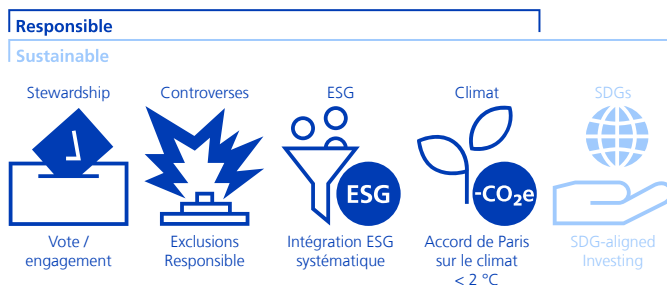 Responsible
Sustainable
Stewardship
Controverses
ESG
Climat
SDGs
ESG
-CO₂e
Vote /
engagement
Exclusions
Responsible
Intégration ESG
systématique
Accord de Paris
sur le climat
< 2 °C
SDG-aligned
Investing